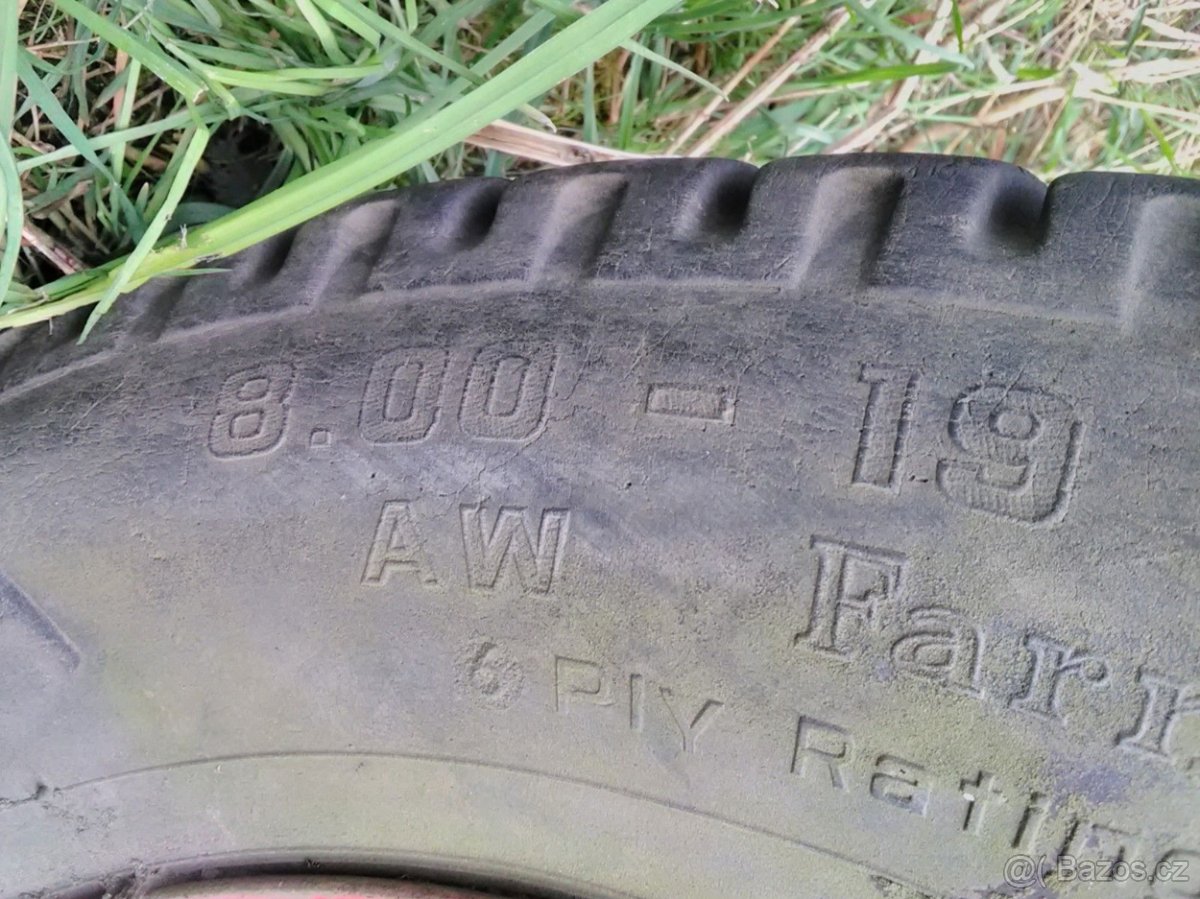 8.00 - 19
AW Farm
6 PLY Rating
@ Bazos.cz